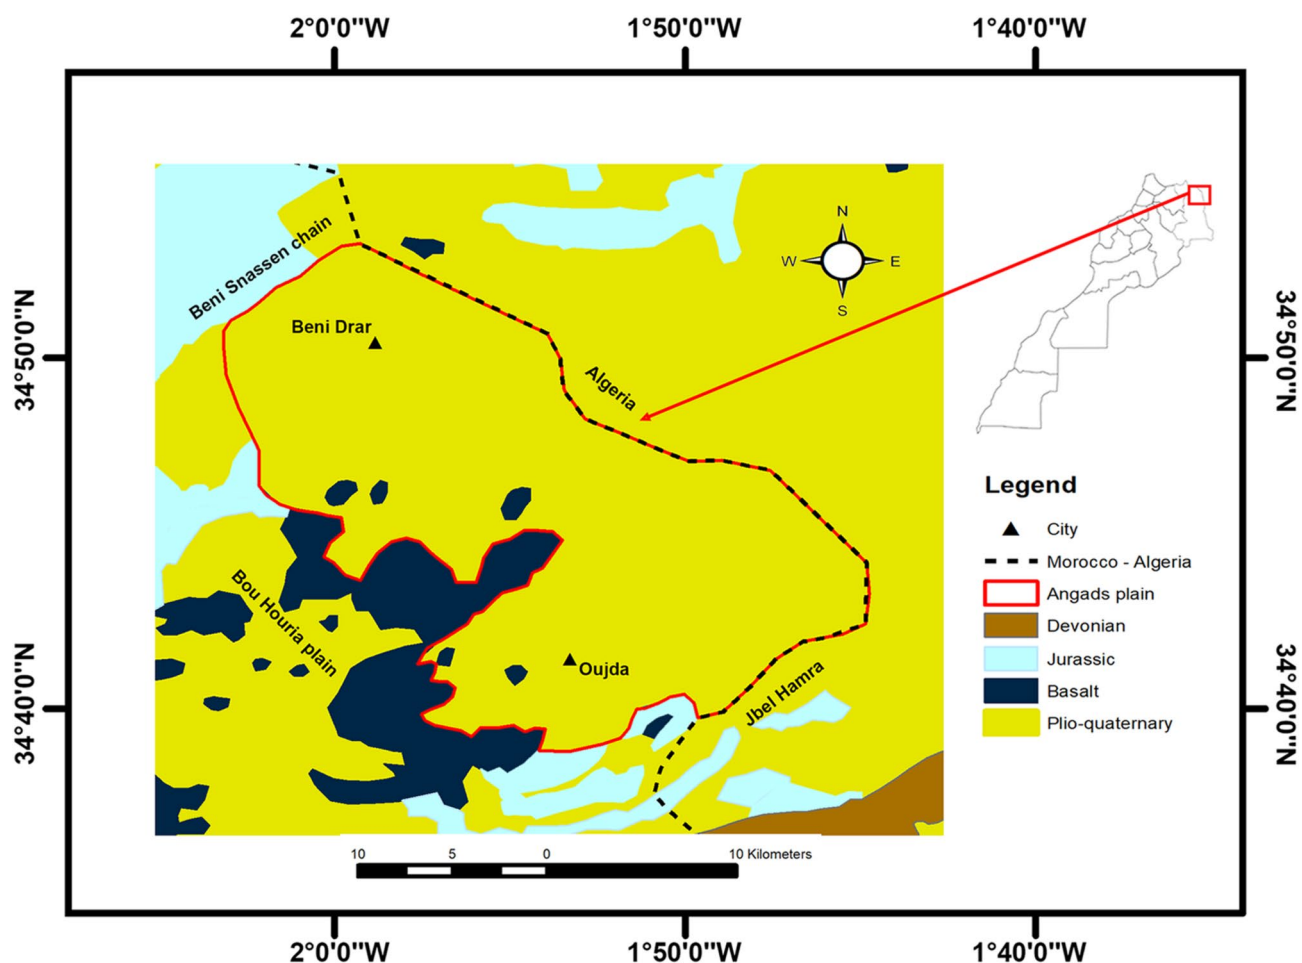 2°0'0"W 1°50'0"W 1°40'0"W
N
W E
S
Beni Snassen chain
Beni Drar
34°50'0"N 34°50'0"N
Algeria
Legend
City
Morocco - Algeria
Angads plain
Devonian
Jurassic
Basalt
Plio-quaternary
Bou Houria plain
Oujda
Jbel Hamra
34°40'0"N 34°40'0"N
10 5 0 10 Kilometers
2°0'0"W 1°50'0"W 1°40'0"W